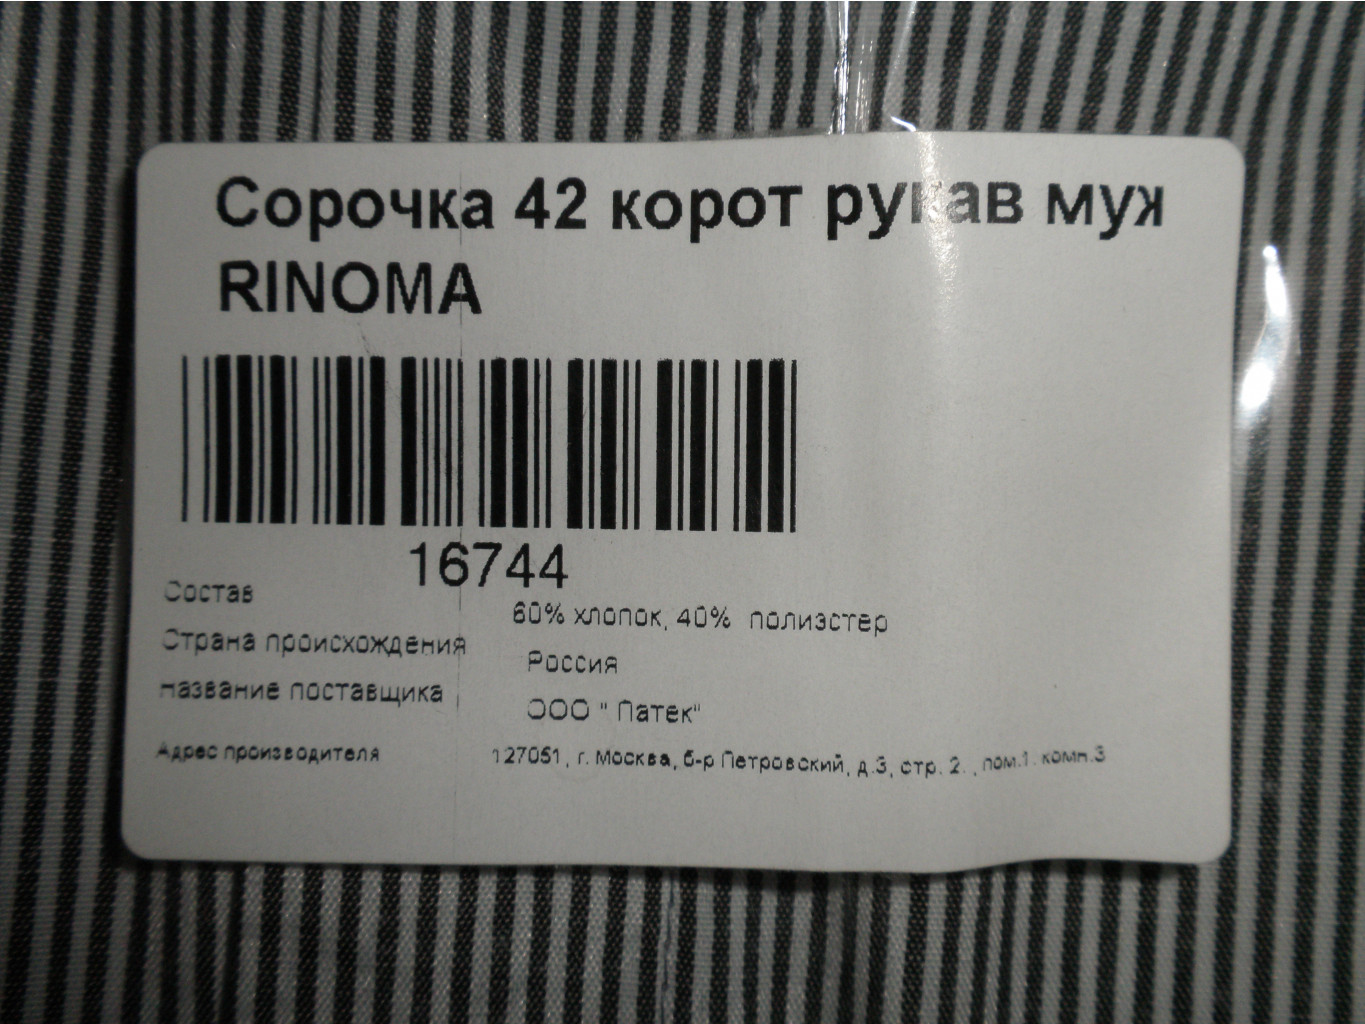 Сорочка 42 корот рукав муж
RINOMA
16744
Состав 60% хлопок, 40% полиэстер
Страна происхождения Россия
Название поставщика ООО " Патек"
Адрес производителя 127051, г. Москва, б-р Петровский, д.3, стр. 2. , пом.1. комн.3